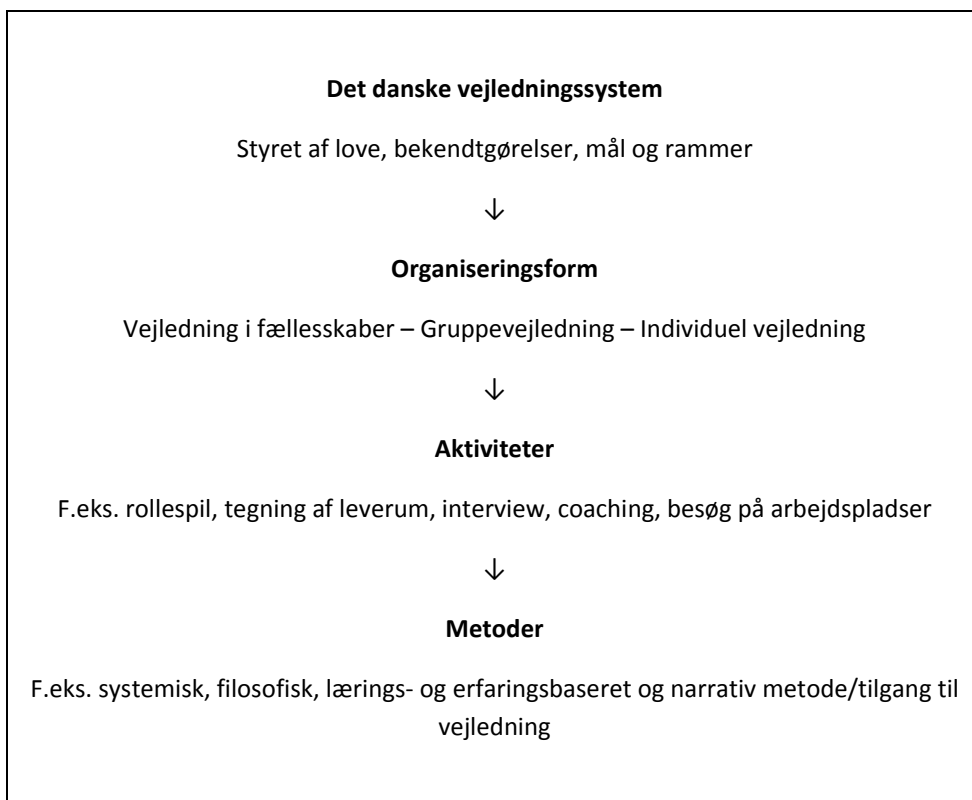 Det danske vejledningssystem
Styret af love, bekendtgørelser, mål og rammer
↓
Organiseringsform
Vejledning i fællesskaber – Gruppevejledning – Individuel vejledning
↓
Aktiviteter
F.eks. rollespil, tegning af leverum, interview, coaching, besøg på arbejdspladser
↓
Metoder
F.eks. systemisk, filosofisk, lærings- og erfaringsbaseret og narrativ metode/tilgang til
vejledning